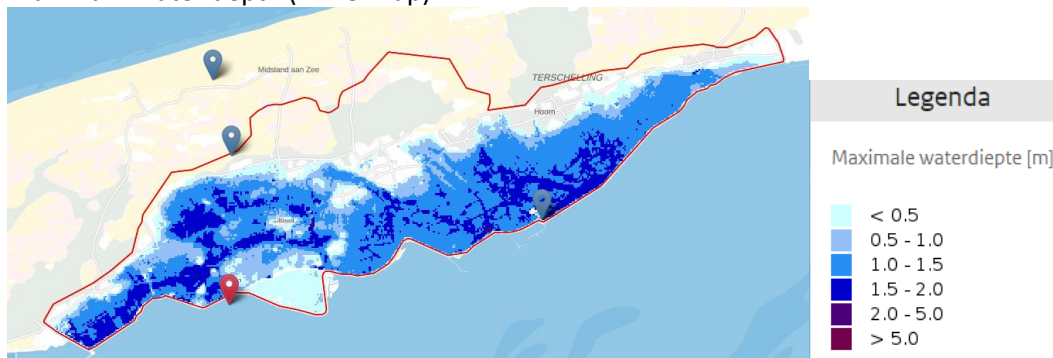 Midsland aan Zee
TERSCHELLING
Hoorn
Legenda
Maximale waterdiepte [m]
< 0.5
0.5 - 1.0
1.0 - 1.5
1.5 - 2.0
2.0 - 5.0
> 5.0